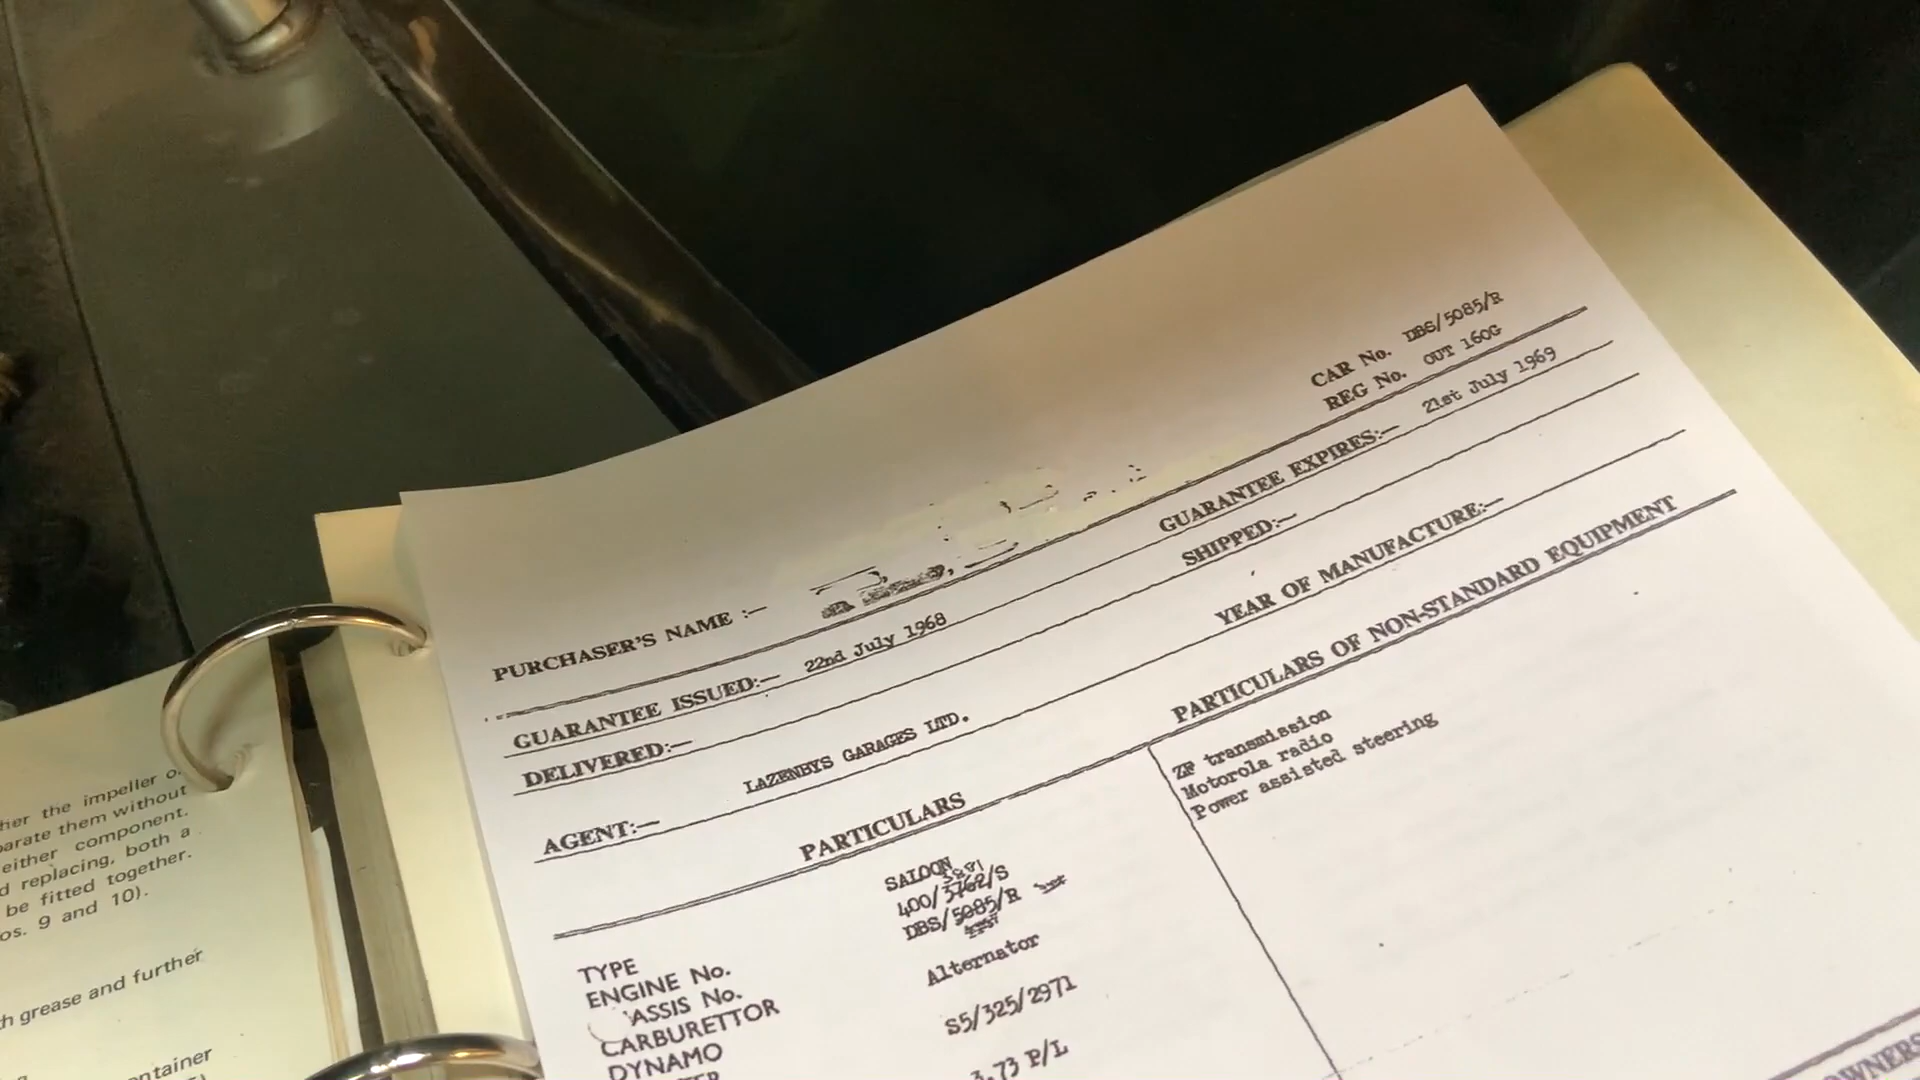 CAR No. DBS/5085/R
REG No. OUT 160G
PURCHASER'S NAME :—
GUARANTEE ISSUED:— 22nd July 1968
GUARANTEE EXPIRES:— 21st July 1969
DELIVERED:—
SHIPPED:—
AGENT:— LAZENBYS GARAGES LTD.
YEAR OF MANUFACTURE:—
PARTICULARS
PARTICULARS OF NON-STANDARD EQUIPMENT
ZF transmission
Motorola radio
Power assisted steering
TYPE SALOON
3881
ENGINE No. 400/3762/S
ASSIS No. DBS/5085/R
CARBURETTOR
DYNAMO Alternator
S5/325/2971
3.73 P/L
OWNERS
her the impeller o
parate them without
either component.
d replacing, both a
be fitted together.
os. 9 and 10).
h grease and further
ntainer